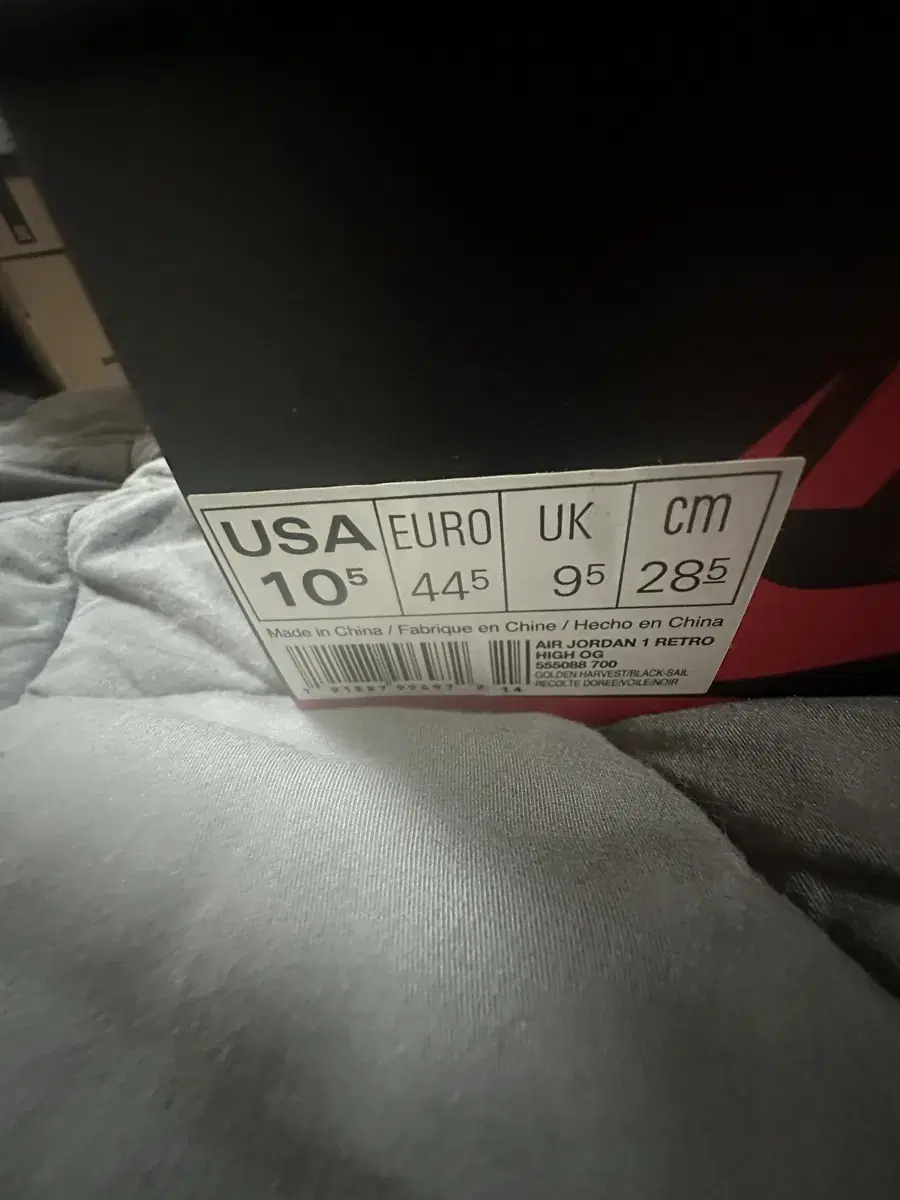 USA EURO UK cm
10⁵ 44⁵ 9⁵ 28⁵
Made in China / Fabrique en Chine / Hecho en China
AIR JORDAN 1 RETRO
HIGH OG
555088 700
GOLDEN HARVEST/BLACK-SAIL
RECOLTE DOREE/VOILE/NOIR
14